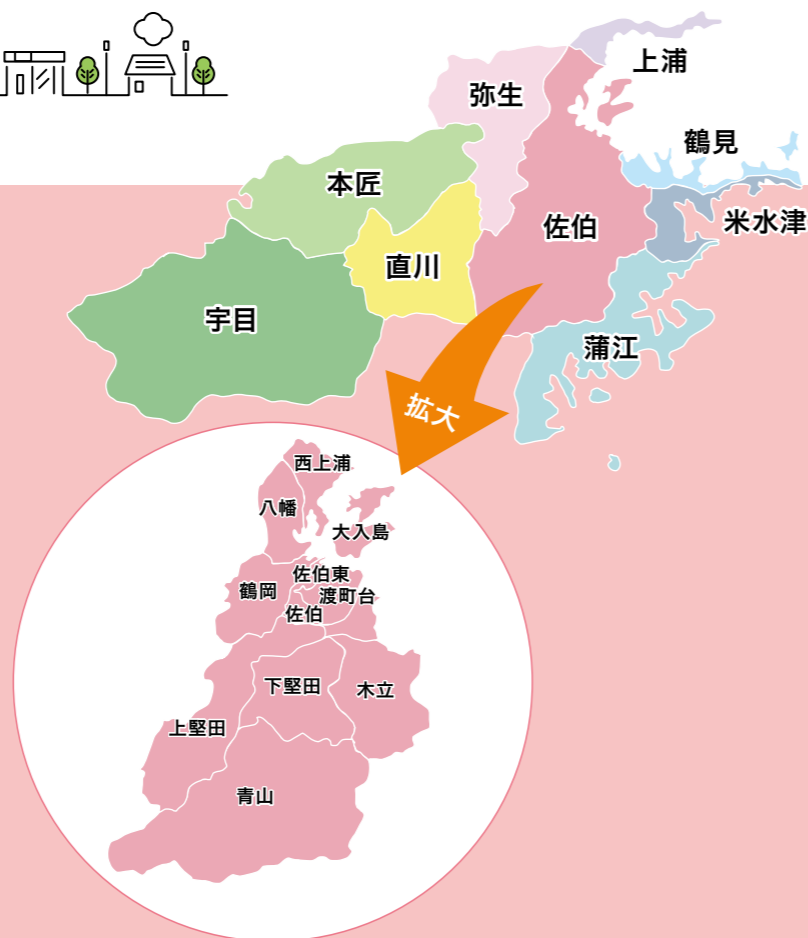 上浦
弥生
鶴見
本匠
米水津
佐伯
直川
宇目
蒲江
拡大
西上浦
八幡
大入島
佐伯東
鶴岡
渡町台
佐伯
下堅田
木立
上堅田
青山